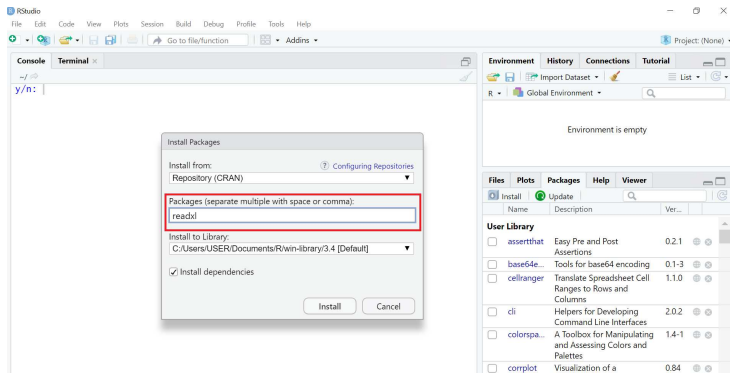 RStudio
File Edit Code View Plots Session Build Debug Profile Tools Help
Go to file/function Addins Project: (None)
Console Terminal
~/
y/n:
Install Packages
Install from: ? Configuring Repositories
Repository (CRAN)
Packages (separate multiple with space or comma):
readxl
Install to Library:
C:/Users/USER/Documents/R/win-library/3.4 [Default]
Install dependencies
Install Cancel
Environment History Connections Tutorial
Import Dataset List
R Global Environment
Environment is empty
Files Plots Packages Help Viewer
Install Update
Name Description Ver...
User Library
assertthat Easy Pre and Post 0.2.1
Assertions
base64e... Tools for base64 encoding 0.1-3
cellranger Translate Spreadsheet Cell 1.1.0
Ranges to Rows and
Columns
cli Helpers for Developing 2.0.2
Command Line Interfaces
colorspa... A Toolbox for Manipulating 1.4-1
and Assessing Colors and
Palettes
corrplot Visualization of a 0.84